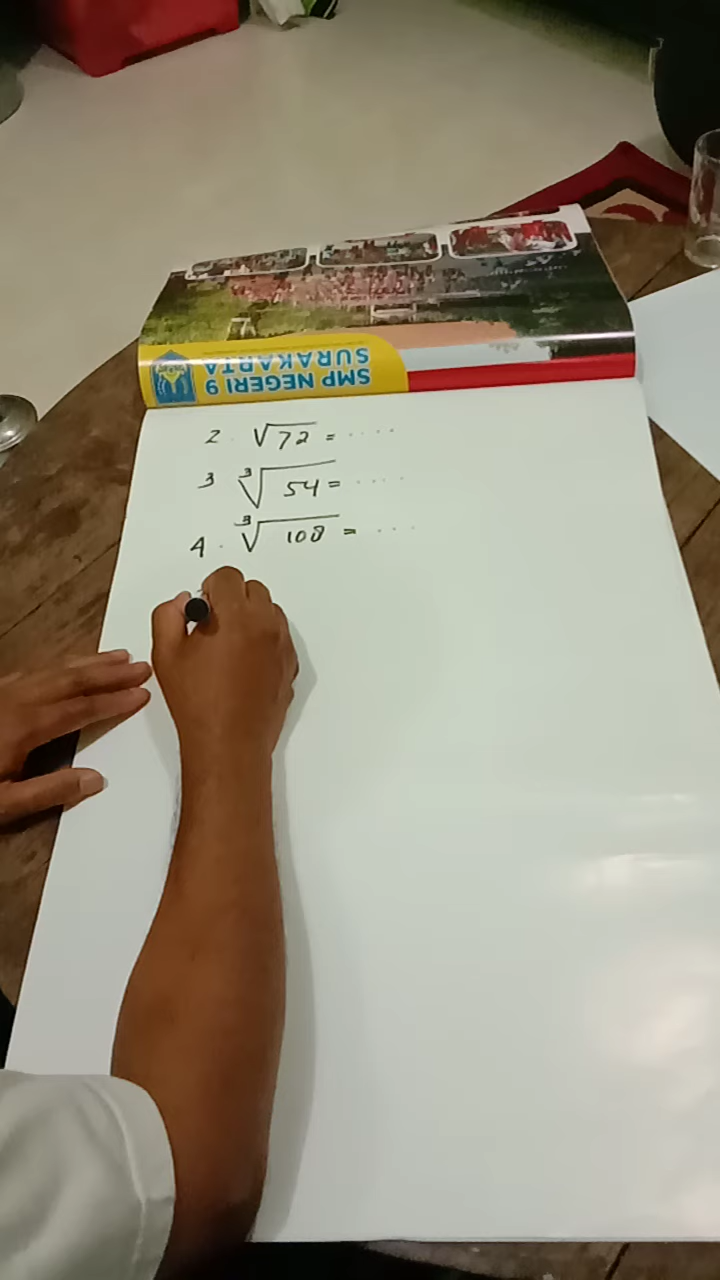 SMP NEGERI 9
SURAKARTA
2. √72 = ....
3 ∛54 = ....
4. ∛108 = ....